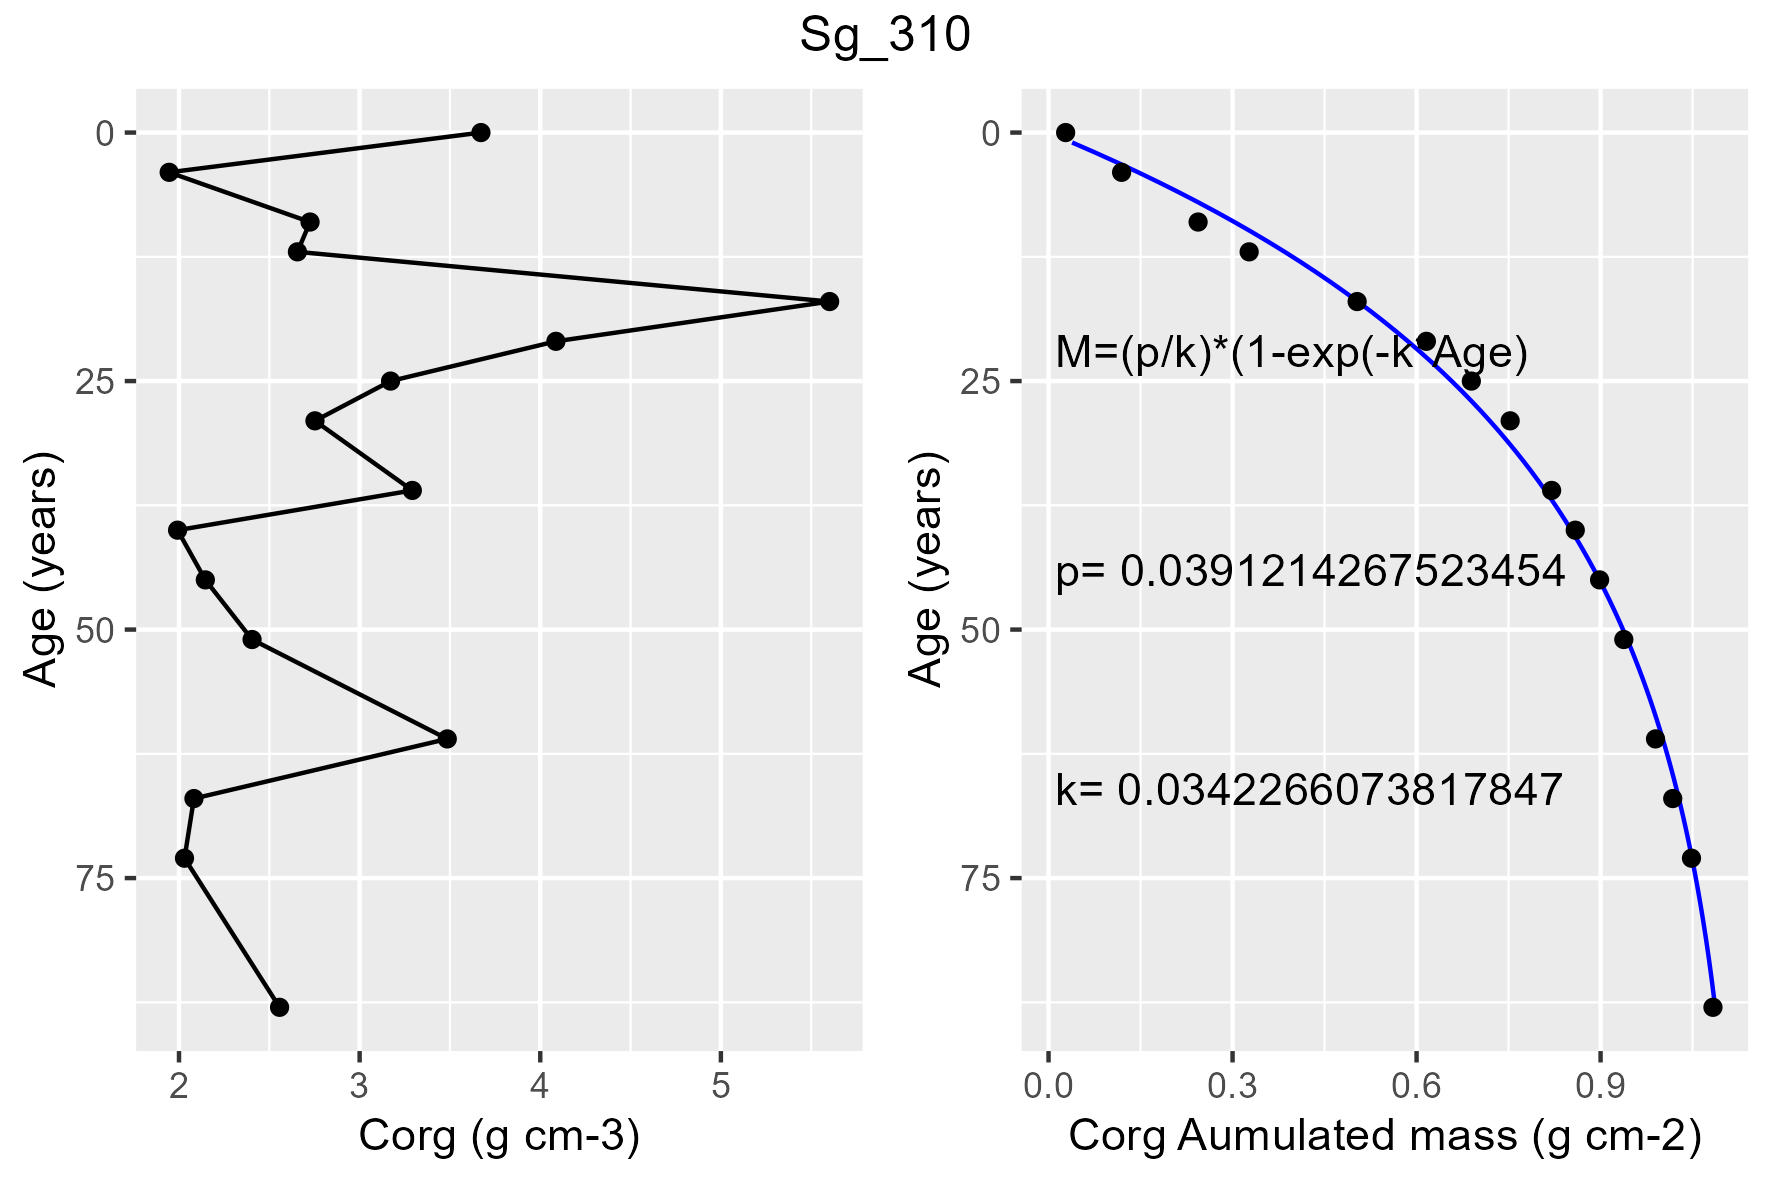 Sg_310
0
25
50
75
Age (years)
2 3 4 5
Corg (g cm-3)
0
25
50
75
Age (years)
M=(p/k)*(1-exp(-k*Age)
p= 0.0391214267523454
k= 0.0342266073817847
0.0 0.3 0.6 0.9
Corg Aumulated mass (g cm-2)